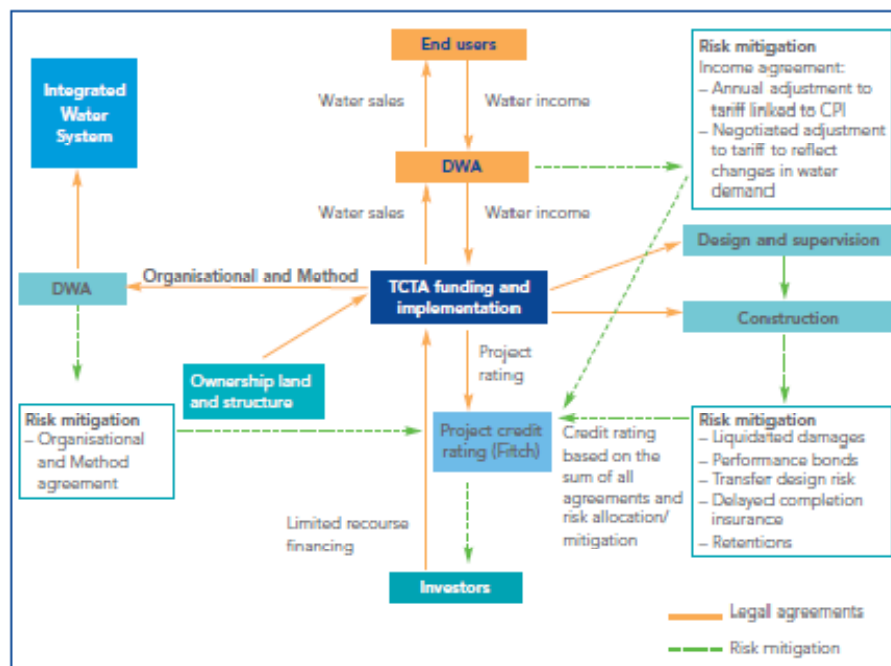 End users
Risk mitigation
Income agreement:
– Annual adjustment to
tariff linked to CPI
– Negotiated adjustment
to tariff to reflect
changes in water
demand
Integrated
Water
System
Water sales
Water income
DWA
Water sales
Water income
Design and supervision
Organisational and Method
DWA
TCTA funding and
implementation
Construction
Ownership land
and structure
Project
rating
Risk mitigation
– Organisational
and Method
agreement
Project credit
rating (Fitch)
Credit rating
based on the
sum of all
agreements and
risk allocation/
mitigation
Risk mitigation
– Liquidated damages
– Performance bonds
– Transfer design risk
– Delayed completion
insurance
– Retentions
Limited recourse
financing
Investors
Legal agreements
Risk mitigation